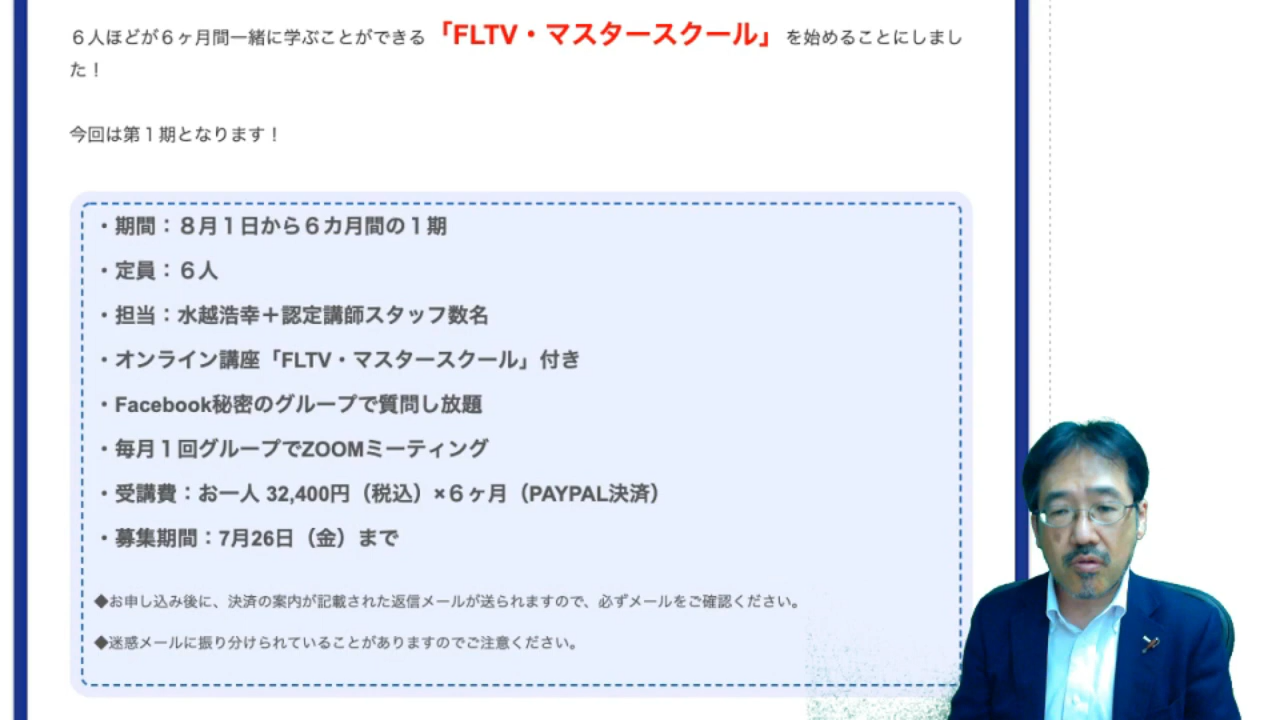 ６人ほどが６ヶ月間一緒に学ぶことができる 「FLTV・マスタースクール」 を始めることにしまし
た！
今回は第１期となります！
・期間：８月１日から６カ月間の１期
・定員：６人
・担当：水越浩幸＋認定講師スタッフ数名
・オンライン講座「FLTV・マスタースクール」付き
・Facebook秘密のグループで質問し放題
・毎月１回グループでZOOMミーティング
・受講費：お一人 32,400円（税込）×６ヶ月（PAYPAL決済）
・募集期間：7月26日（金）まで
◆お申し込み後に、決済の案内が記載された返信メールが送られますので、必ずメールをご確認ください。
◆迷惑メールに振り分けられていることがありますのでご注意ください。